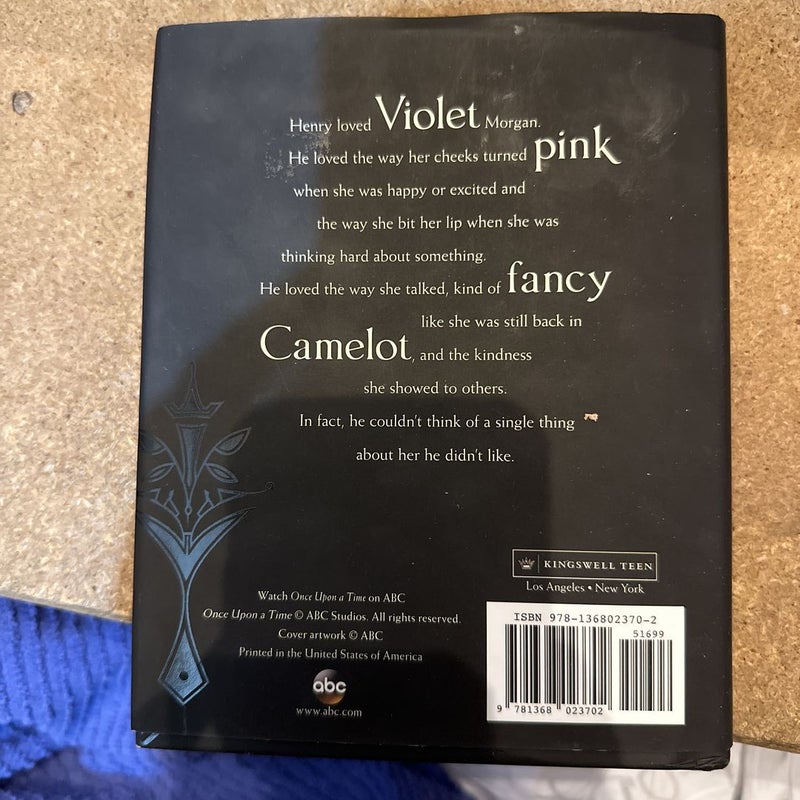 Henry loved Violet Morgan.
He loved the way her cheeks turned pink
when she was happy or excited and
the way she bit her lip when she was
thinking hard about something.
He loved the way she talked, kind of fancy
like she was still back in
Camelot, and the kindness
she showed to others.
In fact, he couldn't think of a single thing
about her he didn't like.
KINGSWELL TEEN
Los Angeles • New York
Watch Once Upon a Time on ABC
Once Upon a Time © ABC Studios. All rights reserved.
Cover artwork © ABC
Printed in the United States of America
abc
www.abc.com
ISBN 978-136802370-2
51699
9 781368 023702